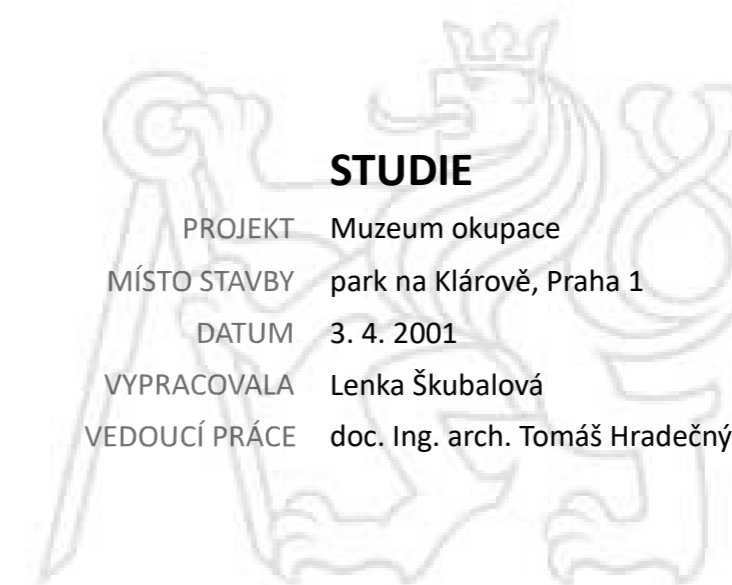 STUDIE
PROJEKT Muzeum okupace
MÍSTO STAVBY park na Klárově, Praha 1
DATUM 3. 4. 2001
VYPRACOVALA Lenka Škubalová
VEDOUCÍ PRÁCE doc. Ing. arch. Tomáš Hradečný